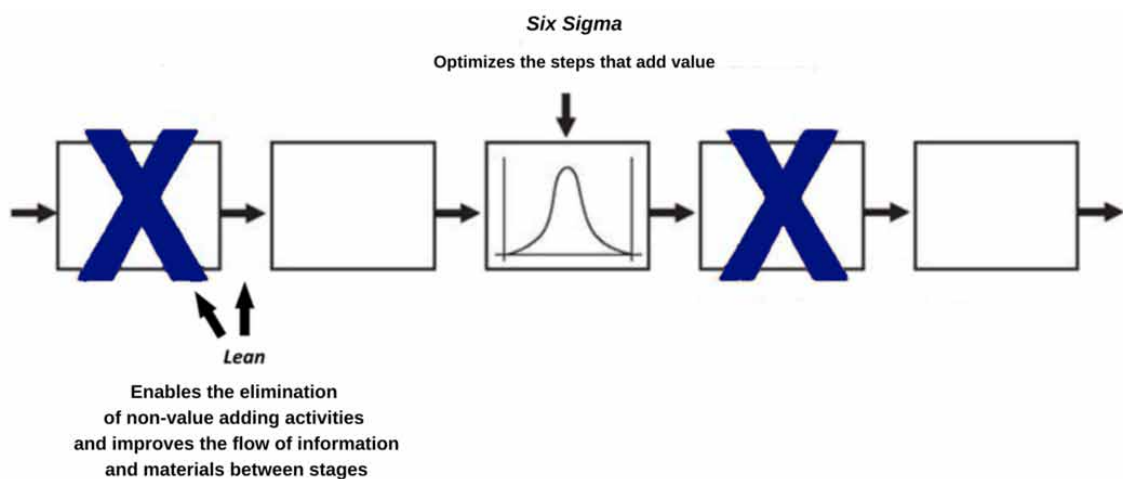 Six Sigma
Optimizes the steps that add value
Lean
Enables the elimination
of non-value adding activities
and improves the flow of information
and materials between stages